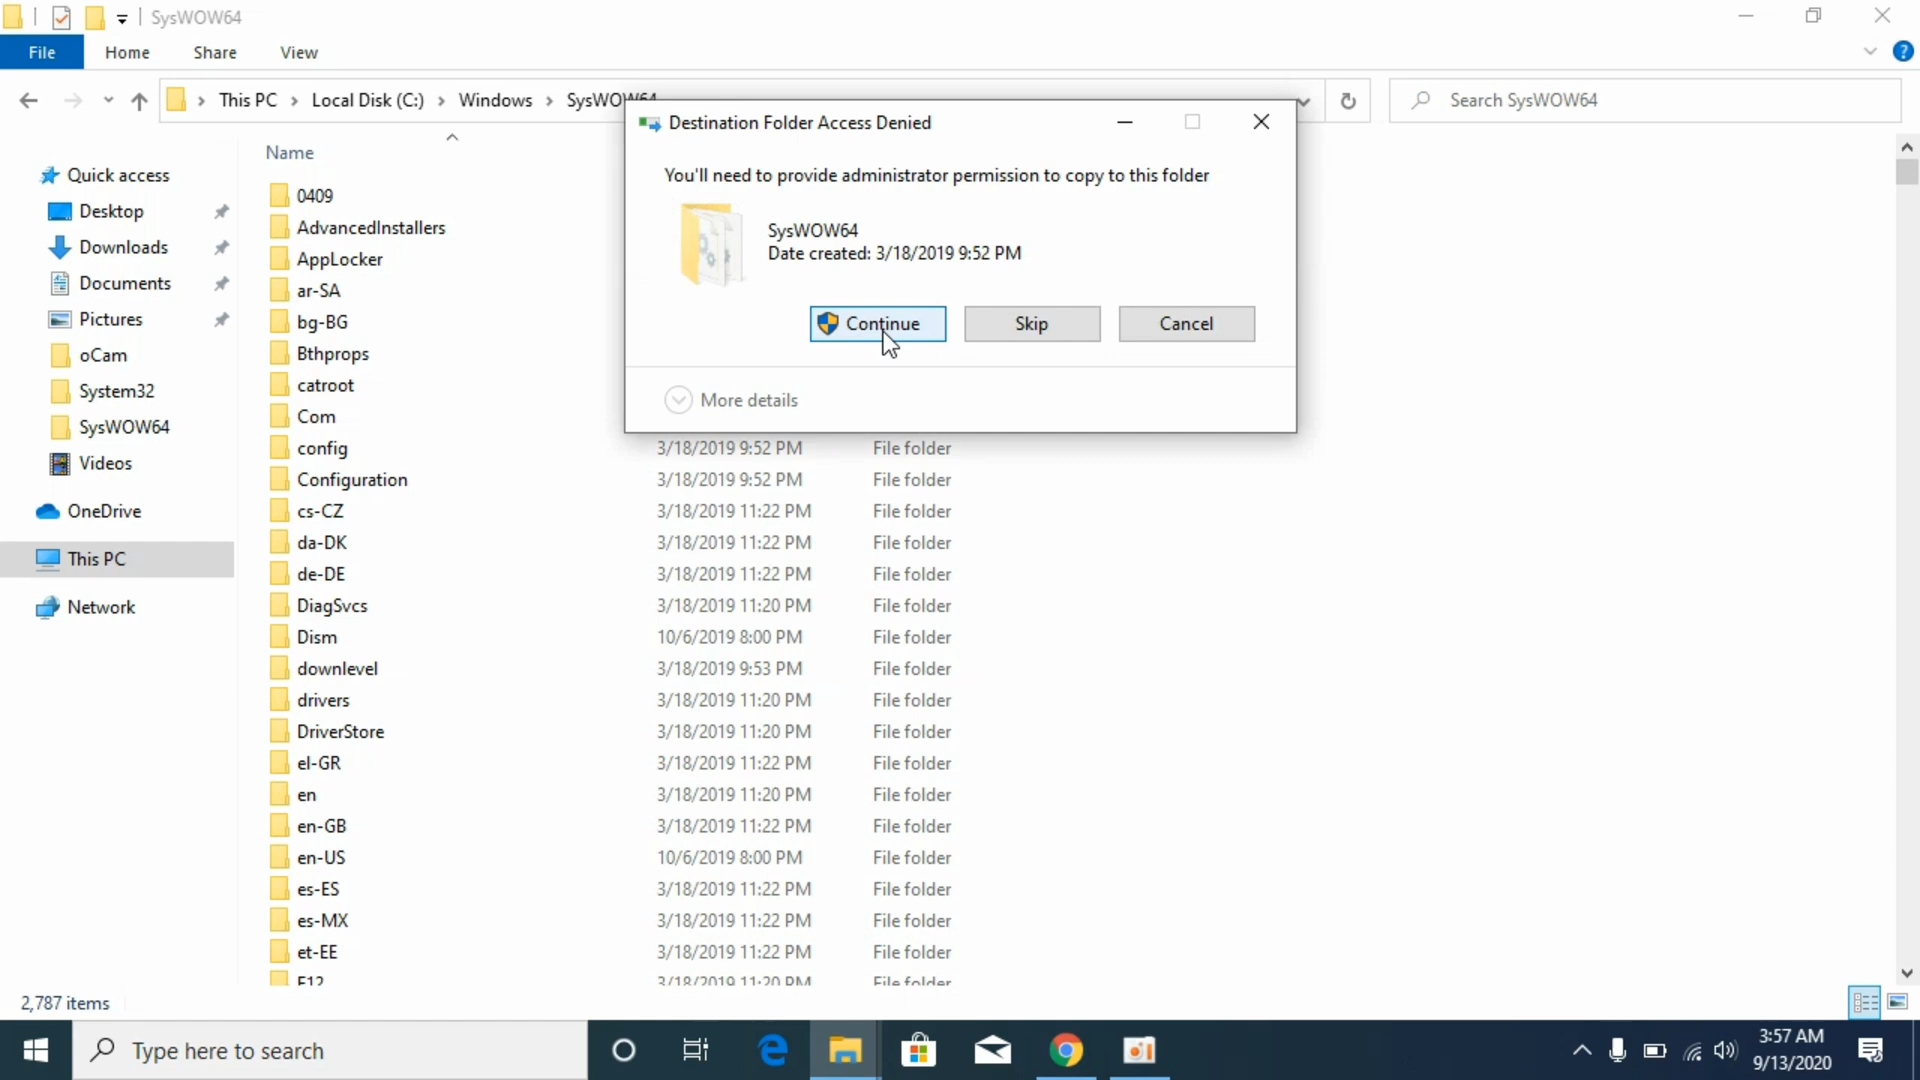 SysWOW64
File Home Share View
This PC Local Disk (C:) Windows SysWOW64
Search SysWOW64
Destination Folder Access Denied
You'll need to provide administrator permission to copy to this folder
SysWOW64
Date created: 3/18/2019 9:52 PM
Continue Skip Cancel
More details
Quick access
Desktop
Downloads
Documents
Pictures
oCam
System32
SysWOW64
Videos
OneDrive
This PC
Network
Name
0409
AdvancedInstallers
AppLocker
ar-SA
bg-BG
Bthprops
catroot
Com
config 3/18/2019 9:52 PM File folder
Configuration 3/18/2019 9:52 PM File folder
cs-CZ 3/18/2019 11:22 PM File folder
da-DK 3/18/2019 11:22 PM File folder
de-DE 3/18/2019 11:22 PM File folder
DiagSvcs 3/18/2019 11:20 PM File folder
Dism 10/6/2019 8:00 PM File folder
downlevel 3/18/2019 9:53 PM File folder
drivers 3/18/2019 11:20 PM File folder
DriverStore 3/18/2019 11:20 PM File folder
el-GR 3/18/2019 11:22 PM File folder
en 3/18/2019 11:20 PM File folder
en-GB 3/18/2019 11:22 PM File folder
en-US 10/6/2019 8:00 PM File folder
es-ES 3/18/2019 11:22 PM File folder
es-MX 3/18/2019 11:22 PM File folder
et-EE 3/18/2019 11:22 PM File folder
F12 3/18/2019 11:20 PM File folder
2,787 items
Type here to search
3:57 AM
9/13/2020